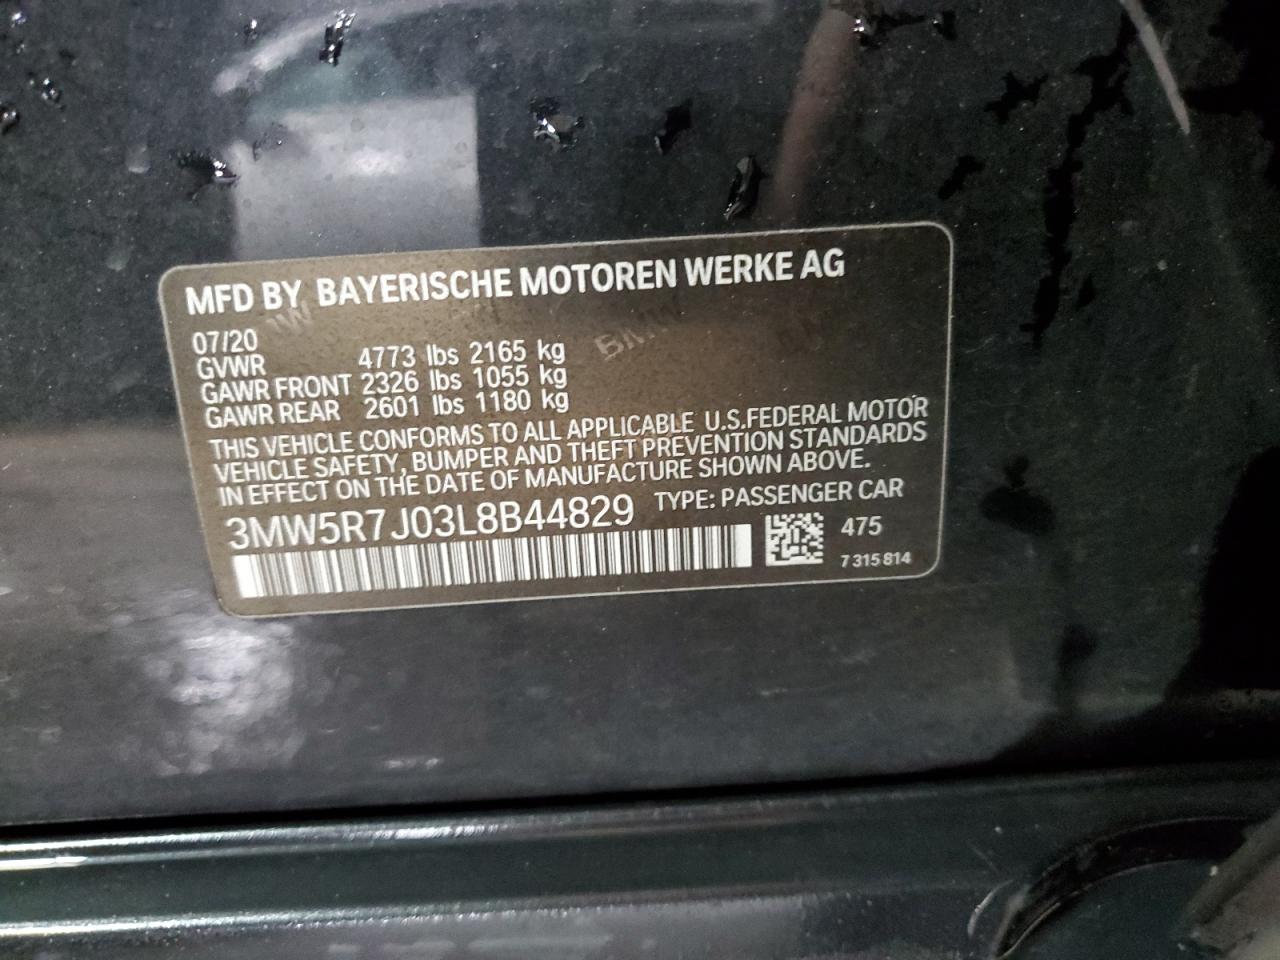 MFD BY BAYERISCHE MOTOREN WERKE AG
07/20
GVWR 4773 lbs 2165 kg
GAWR FRONT 2326 lbs 1055 kg
GAWR REAR 2601 lbs 1180 kg
THIS VEHICLE CONFORMS TO ALL APPLICABLE U.S.FEDERAL MOTOR
VEHICLE SAFETY, BUMPER AND THEFT PREVENTION STANDARDS
IN EFFECT ON THE DATE OF MANUFACTURE SHOWN ABOVE.
3MW5R7J03L8B44829 TYPE: PASSENGER CAR
475
7 315 814
BMW